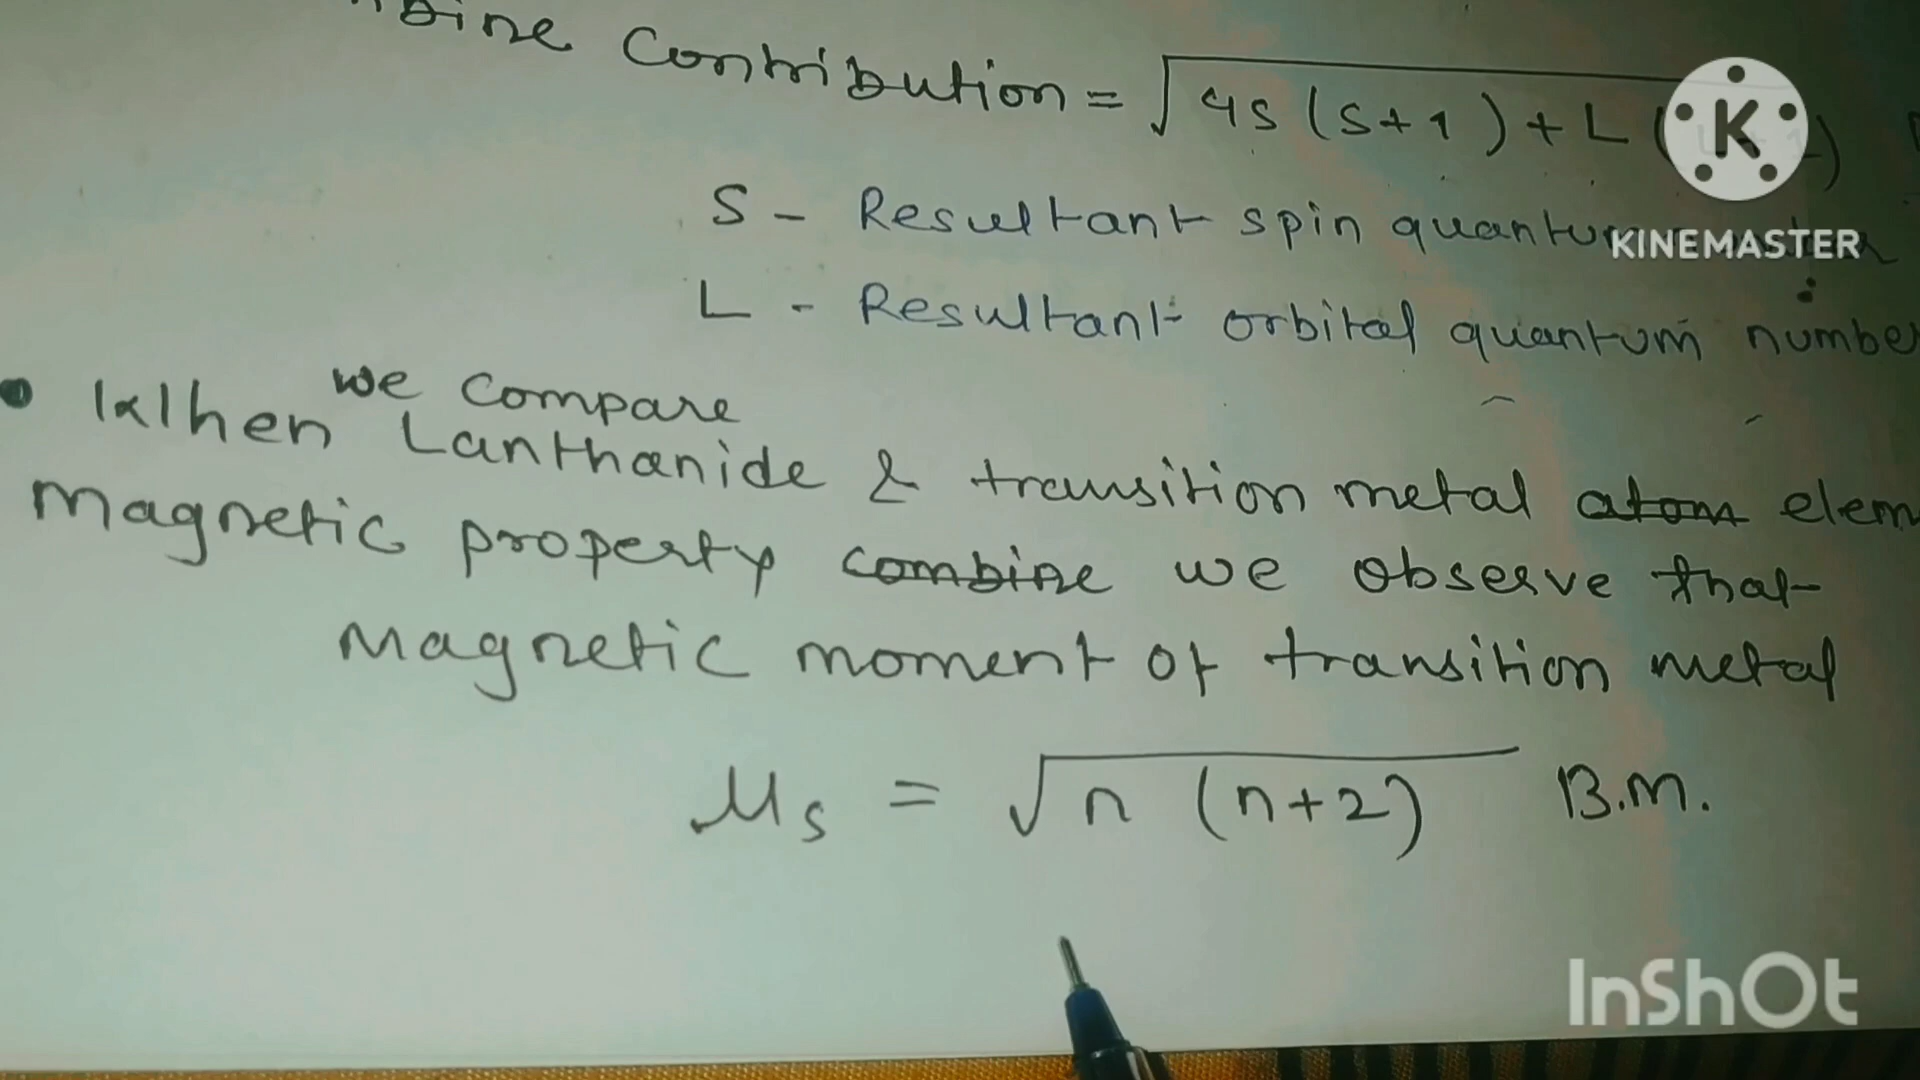 Contribution = √4s (s+1) + L (
K
S - Resultant spin
KINEMASTER
L - Resultant orbital quantum number
• When we compare Lanthanide & transition metal atom elem
magnetic property combine we observe that
Magnetic moment of transition metal
μs = √n (n+2) B.M.
InShOt